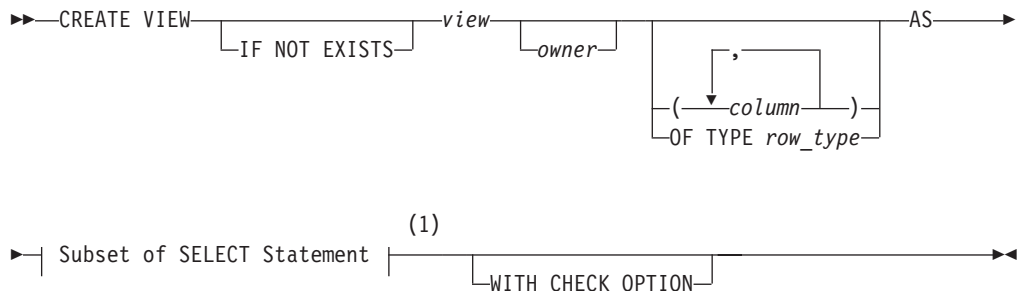 CREATE VIEW view AS
IF NOT EXISTS owner
,
( column )
OF TYPE row_type
(1)
Subset of SELECT Statement
WITH CHECK OPTION